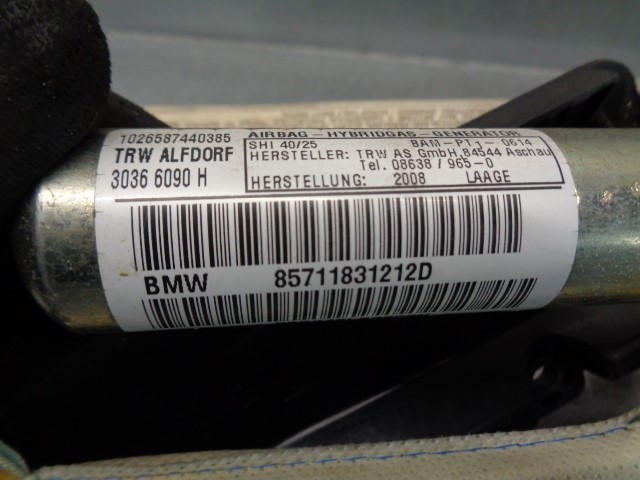 1026587440385
TRW ALFDORF
3036 6090 H
AIRBAG - HYBRIDGAS - GENERATOR
SHI 40/25 BAM-PT1-0614
HERSTELLER: TRW AS GmbH, 84544 Aschau
Tel. 08638 / 965-0
HERSTELLUNG: 2008 LAAGE
BMW 85711831212D